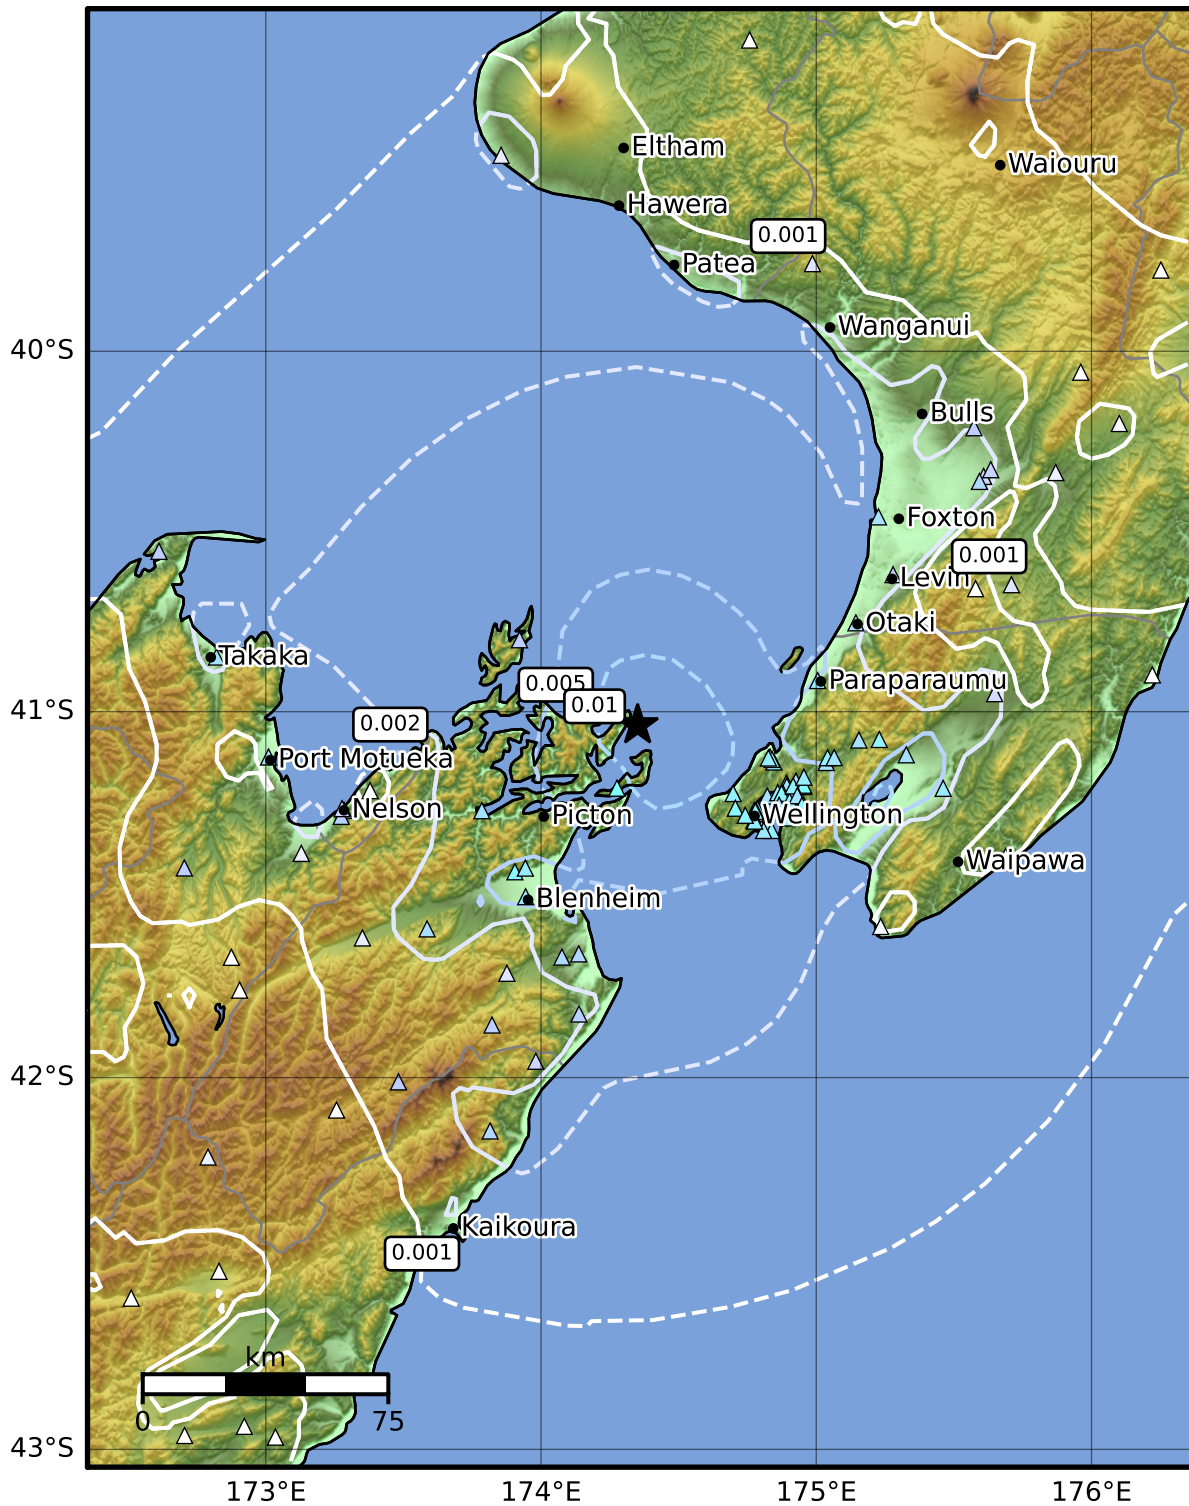 Eltham
Waiouru
Hawera
0.001
Patea
Wanganui
40°S
Bulls
Foxton
0.001
Levin
Otaki
Takaka
Paraparaumu
0.005
0.01
41°S
0.002
Port Motueka
Nelson
Picton
Wellington
Waipawa
Blenheim
42°S
Kaikoura
0.001
km
0 75
43°S
173°E 174°E 175°E 176°E